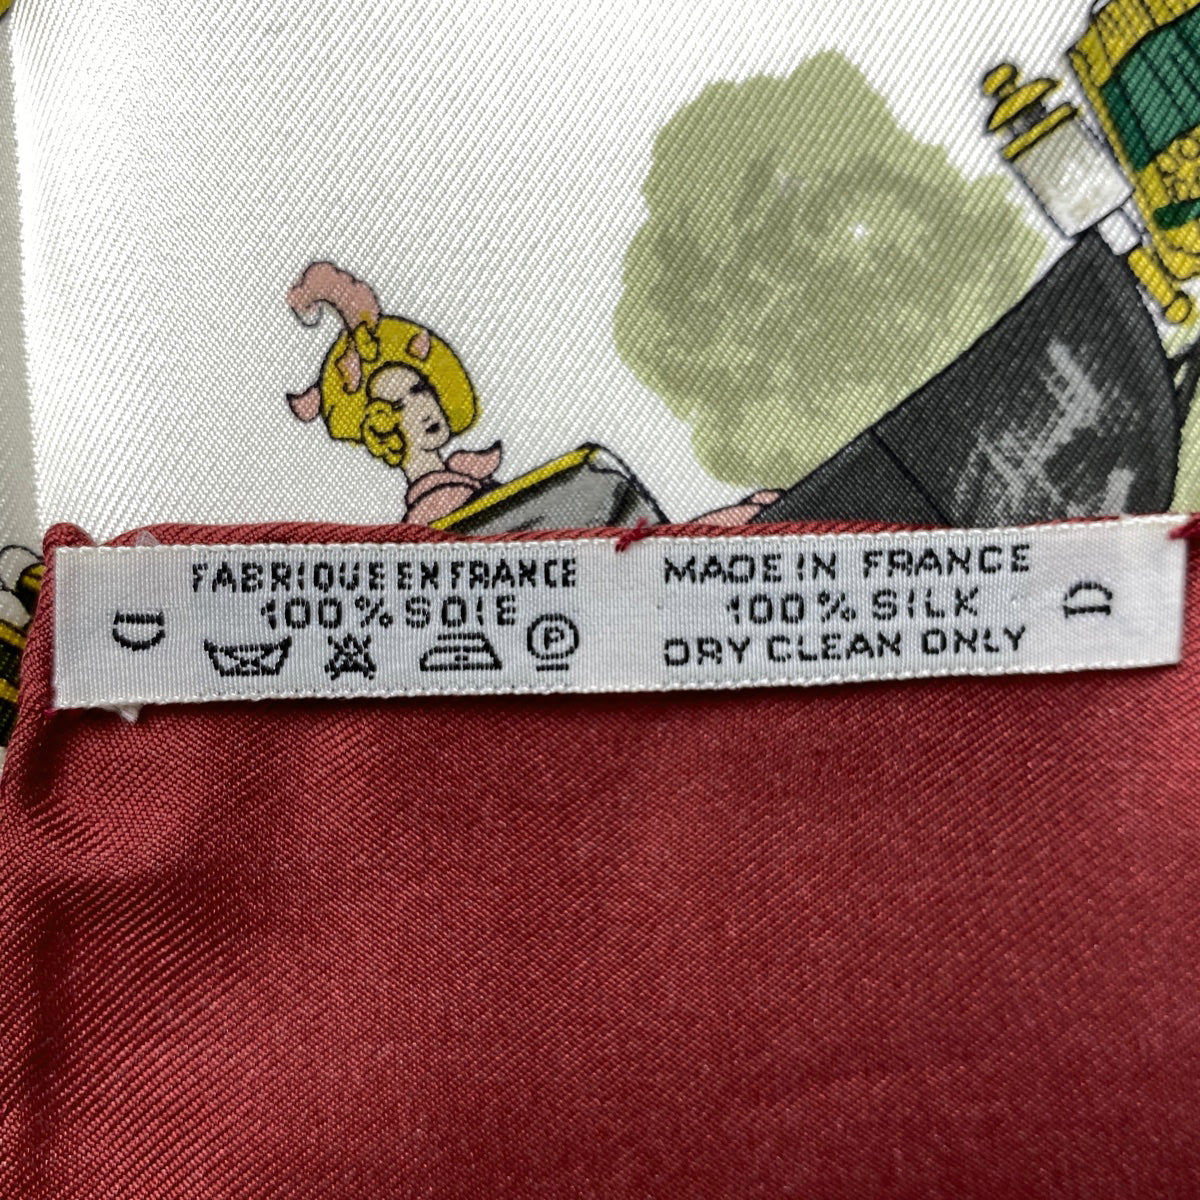 D
FABRIQUE EN FRANCE
100% SOIE
P
MADE IN FRANCE
100% SILK
DRY CLEAN ONLY
D